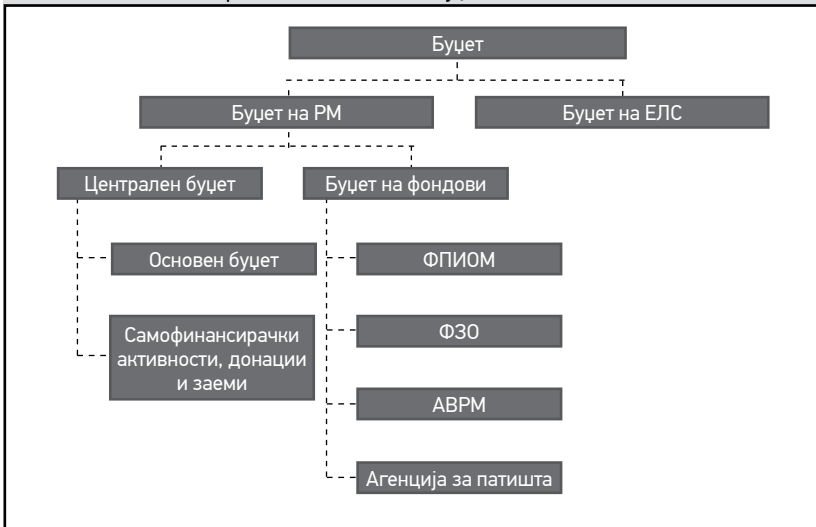 Буџет
Буџет на РМ
Буџет на ЕЛС
Централен буџет
Буџет на фондови
Основен буџет
ФПИОМ
Самофинансирачки
активности, донации
и заеми
ФЗО
АВРМ
Агенција за патишта